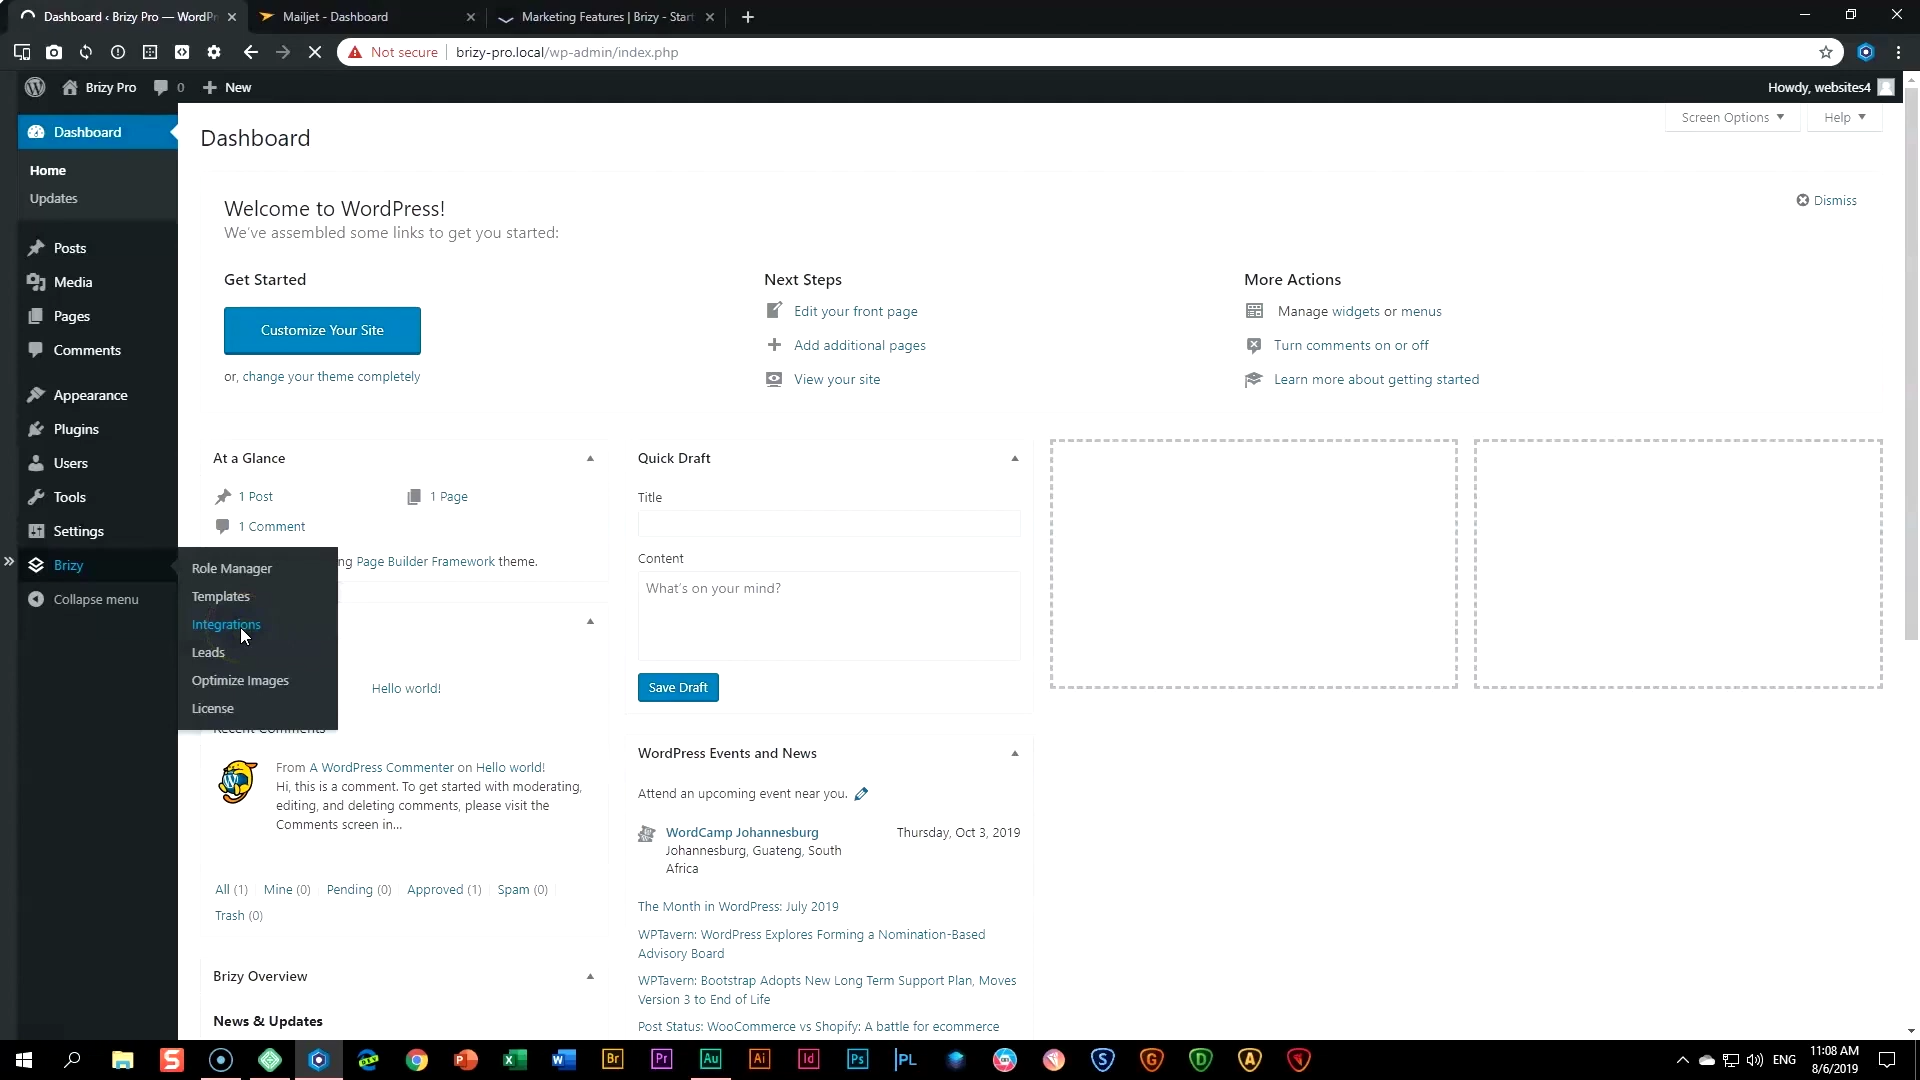 Dashboard ‹ Brizy Pro — WordPr
Mailjet - Dashboard
Marketing Features | Brizy - Start
Not secure
brizy-pro.local/wp-admin/index.php
Brizy Pro
0
New
Howdy, websites4
Dashboard
Home
Updates
Posts
Media
Pages
Comments
Appearance
Plugins
Users
Tools
Settings
Brizy
Collapse menu
Role Manager
Templates
Integrations
Leads
Optimize Images
License
Dashboard
Screen Options
Help
Welcome to WordPress!
We've assembled some links to get you started:
Dismiss
Get Started
Customize Your Site
or, change your theme completely
Next Steps
Edit your front page
Add additional pages
View your site
More Actions
Manage widgets or menus
Turn comments on or off
Learn more about getting started
At a Glance
1 Post
1 Page
1 Comment
ng Page Builder Framework theme.
Hello world!
Recent Comments
From A WordPress Commenter on Hello world!
Hi, this is a comment. To get started with moderating,
editing, and deleting comments, please visit the
Comments screen in...
All (1)
Mine (0)
Pending (0)
Approved (1)
Spam (0)
Trash (0)
Brizy Overview
News & Updates
Quick Draft
Title
Content
What's on your mind?
Save Draft
WordPress Events and News
Attend an upcoming event near you.
WordCamp Johannesburg
Thursday, Oct 3, 2019
Johannesburg, Guateng, South
Africa
The Month in WordPress: July 2019
WPTavern: WordPress Explores Forming a Nomination-Based
Advisory Board
WPTavern: Bootstrap Adopts New Long Term Support Plan, Moves
Version 3 to End of Life
Post Status: WooCommerce vs Shopify: A battle for ecommerce
Br
Pr
Au
Ai
Id
Ps
PL
ENG
11:08 AM
8/6/2019